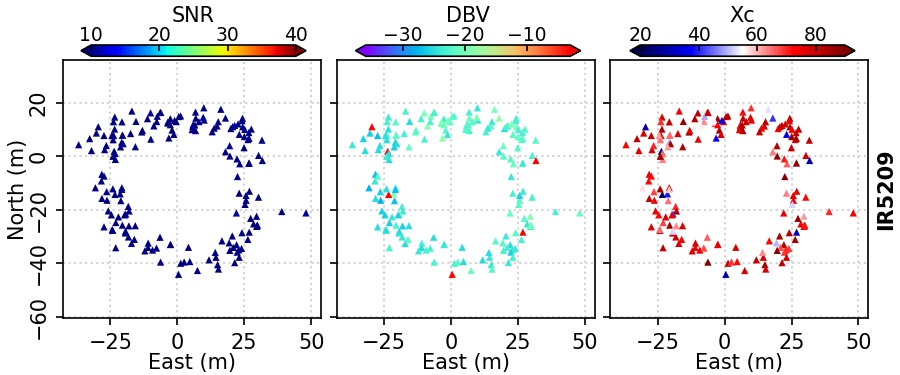 SNR DBV Xc
10 20 30 40 −30 −20 −10 20 40 60 80
20
0
−20
−40
−60
North (m)
IR5209
−25 0 25 50 −25 0 25 50 −25 0 25 50
East (m) East (m) East (m)